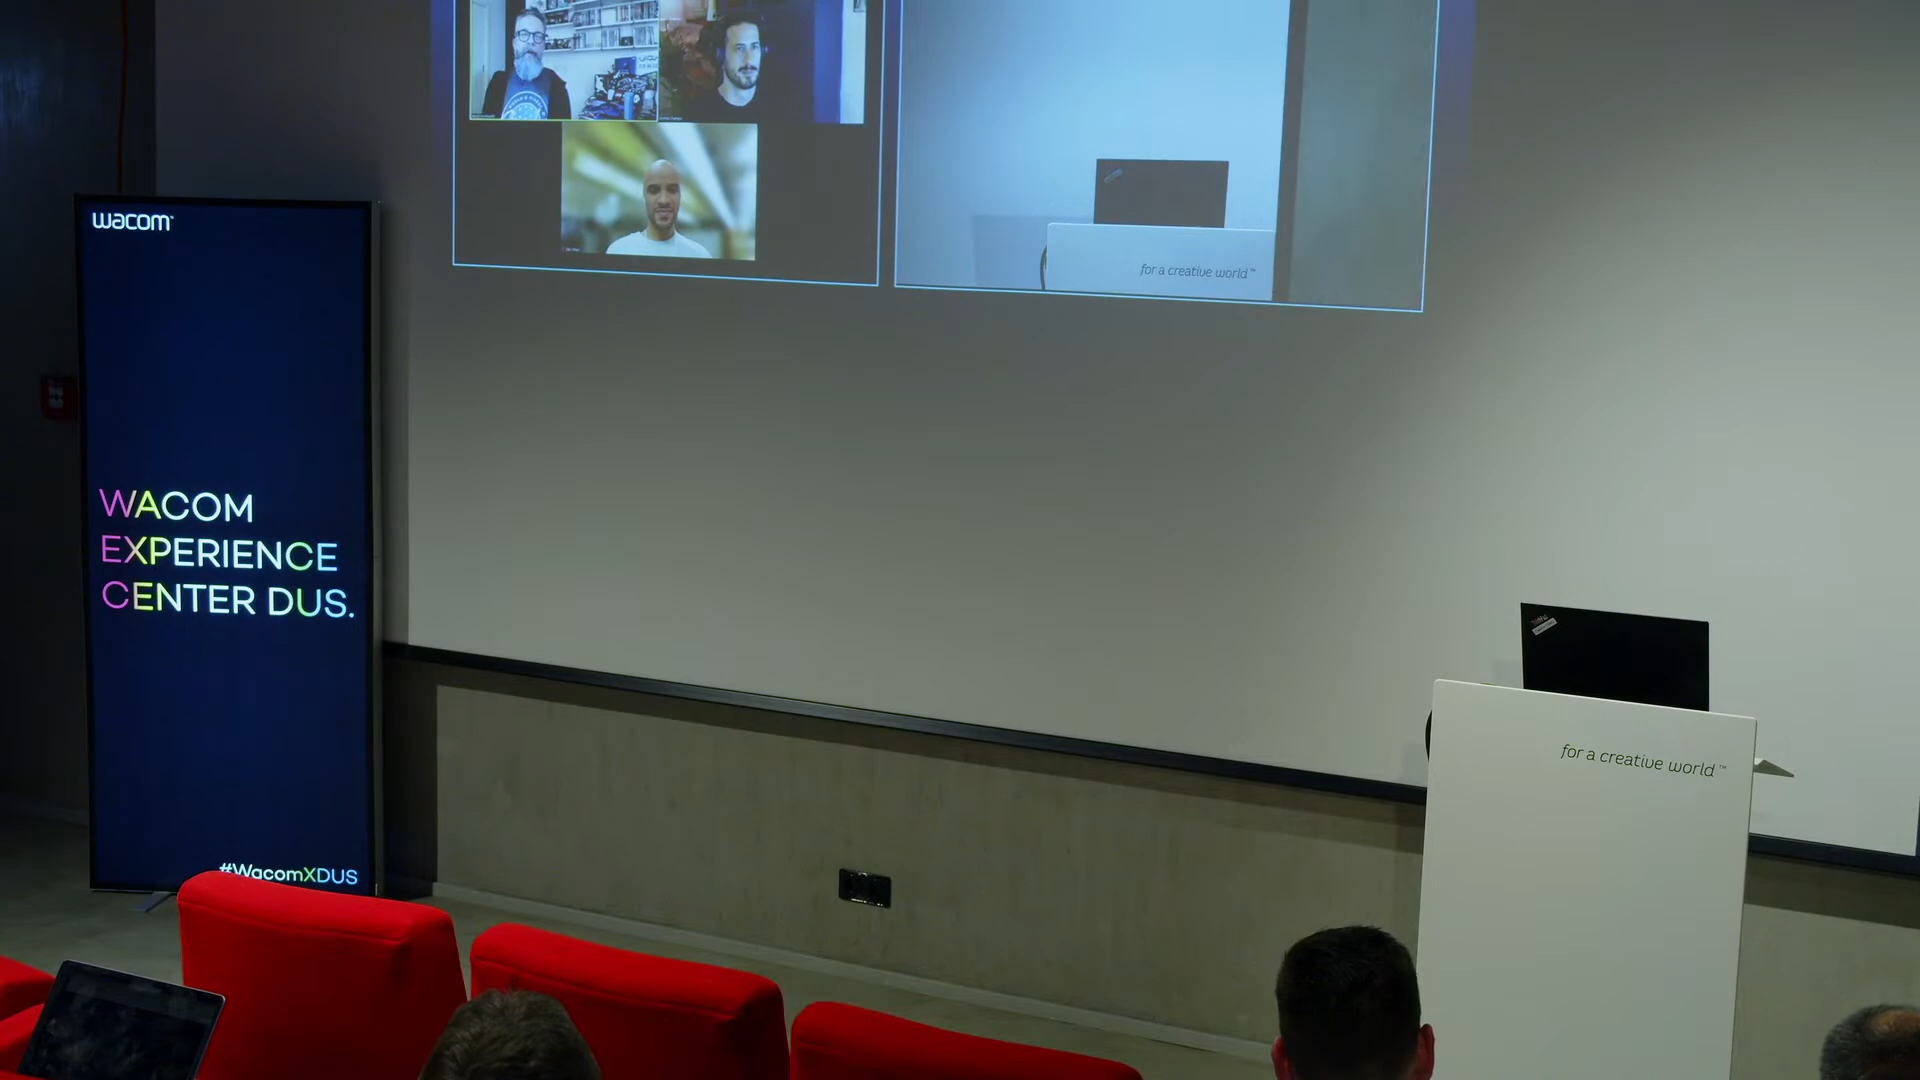 wacom
WACOM
EXPERIENCE
CENTER DUS.
#WacomXDUS
for a creative world™
for a creative world™